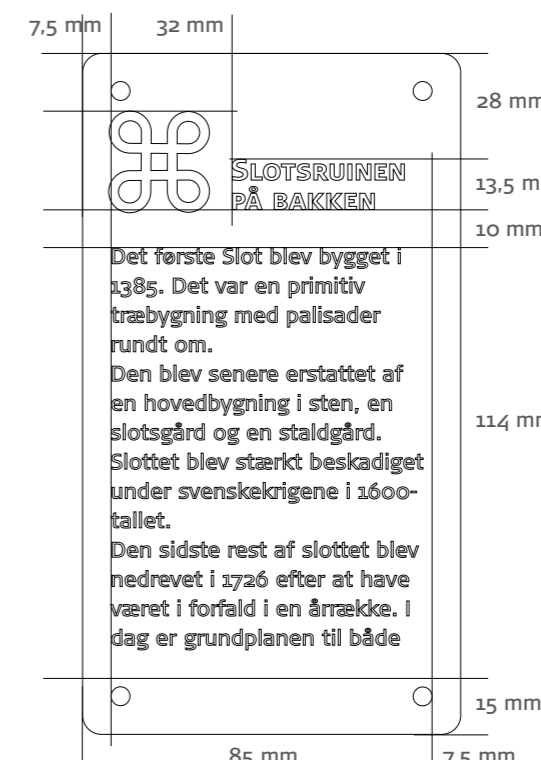 7,5 mm
32 mm
28 mm
SLOTSRUINEN
13,5 m
PÅ BAKKEN
10 mm
Det første Slot blev bygget i
1385. Det var en primitiv
træbygning med palisader
rundt om.
Den blev senere erstattet af
en hovedbygning i sten, en
114 mm
slotsgård og en staldgård.
Slottet blev stærkt beskadiget
under svenskekrigene i 1600-
tallet.
Den sidste rest af slottet blev
nedrevet i 1726 efter at have
været i forfald i en årrække. I
dag er grundplanen til både
15 mm
85 mm
7,5 mm